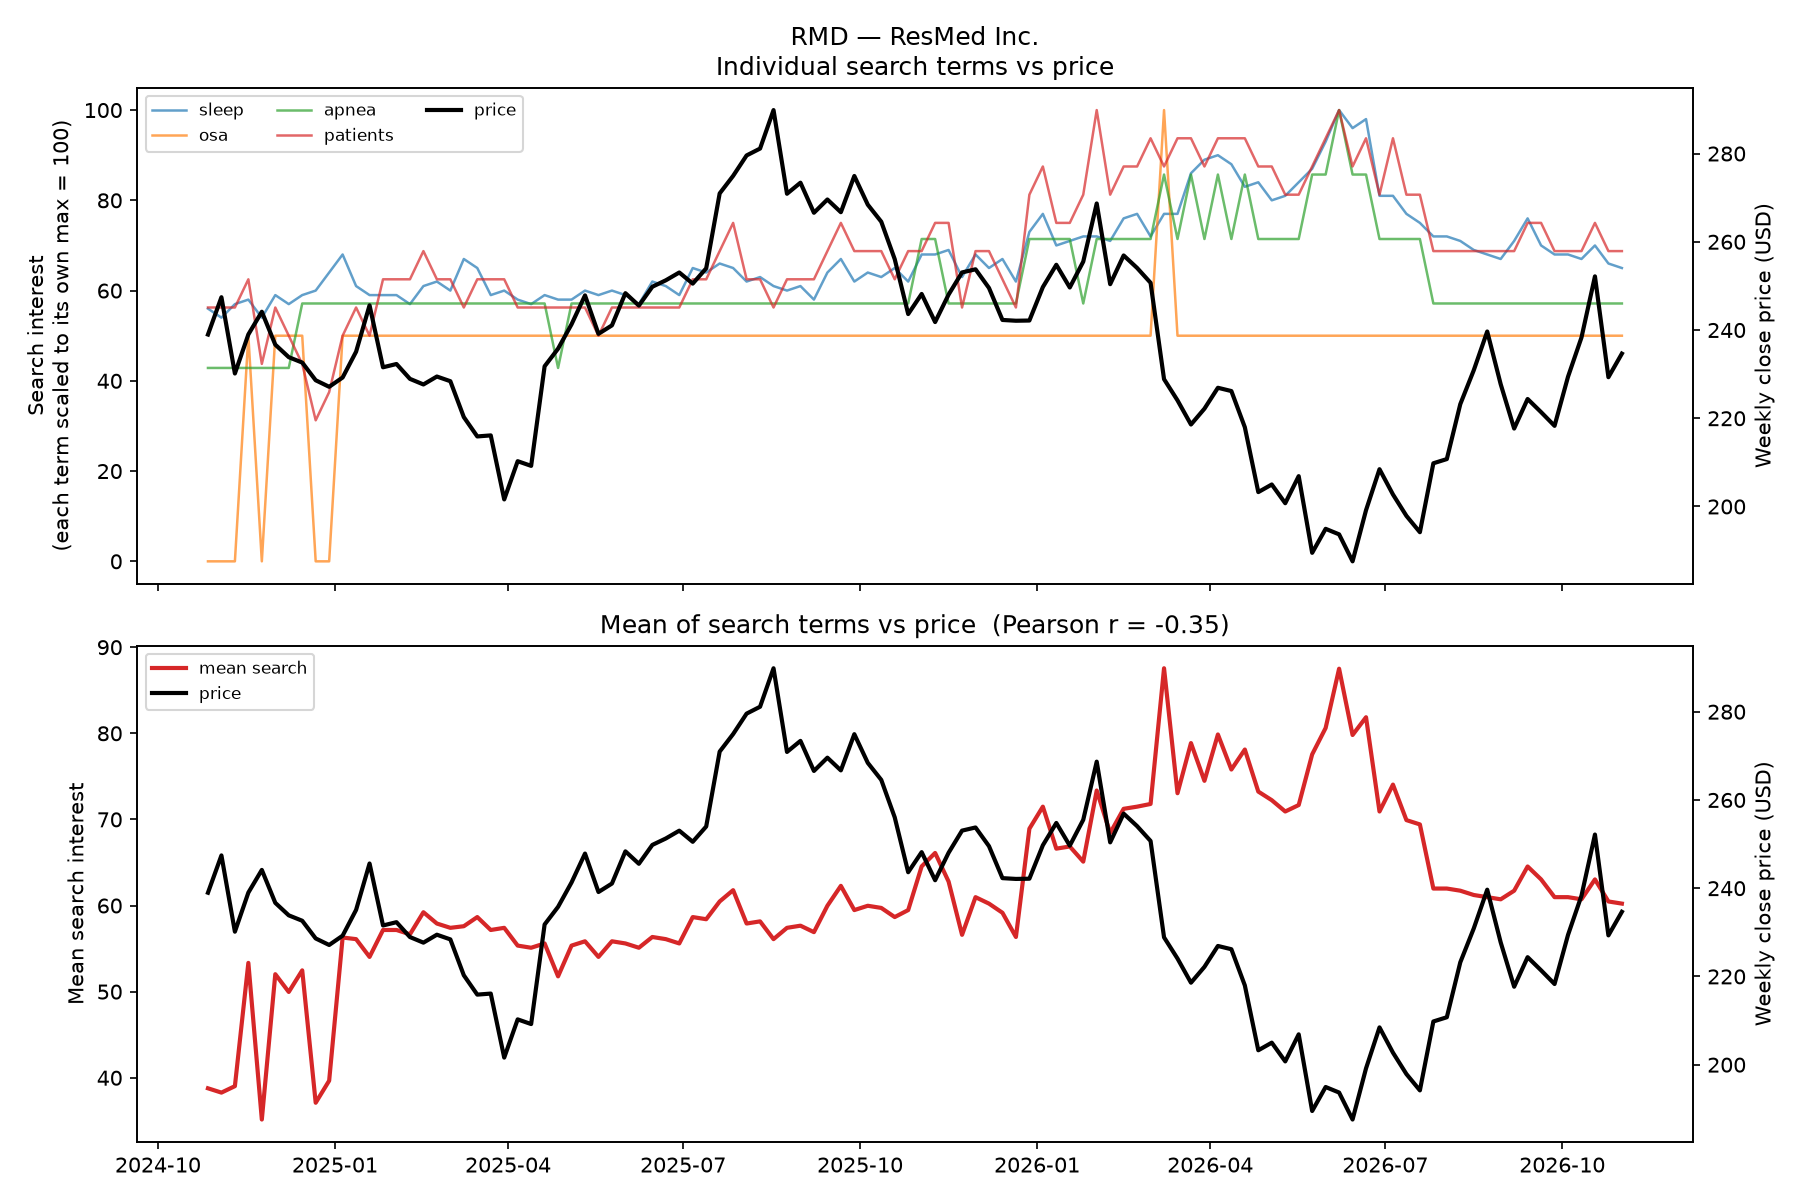 RMD — ResMed Inc.
Individual search terms vs price
sleep
osa
apnea
patients
price
100
80
60
40
20
0
Search interest
(each term scaled to its own max = 100)
280
260
240
220
200
Weekly close price (USD)
Mean of search terms vs price  (Pearson r = -0.35)
mean search
price
90
80
70
60
50
40
Mean search interest
280
260
240
220
200
Weekly close price (USD)
2024-10
2025-01
2025-04
2025-07
2025-10
2026-01
2026-04
2026-07
2026-10